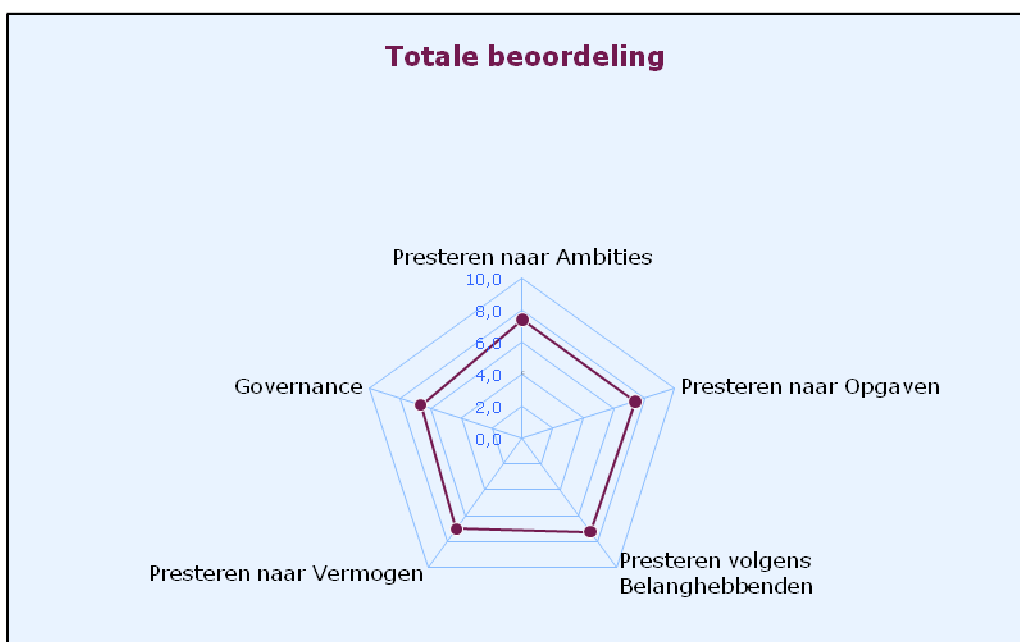 Totale beoordeling
Presteren naar Ambities
10,0
8,0
6,0
4,0
2,0
0,0
Governance
Presteren naar Opgaven
Presteren naar Vermogen
Presteren volgens
Belanghebbenden